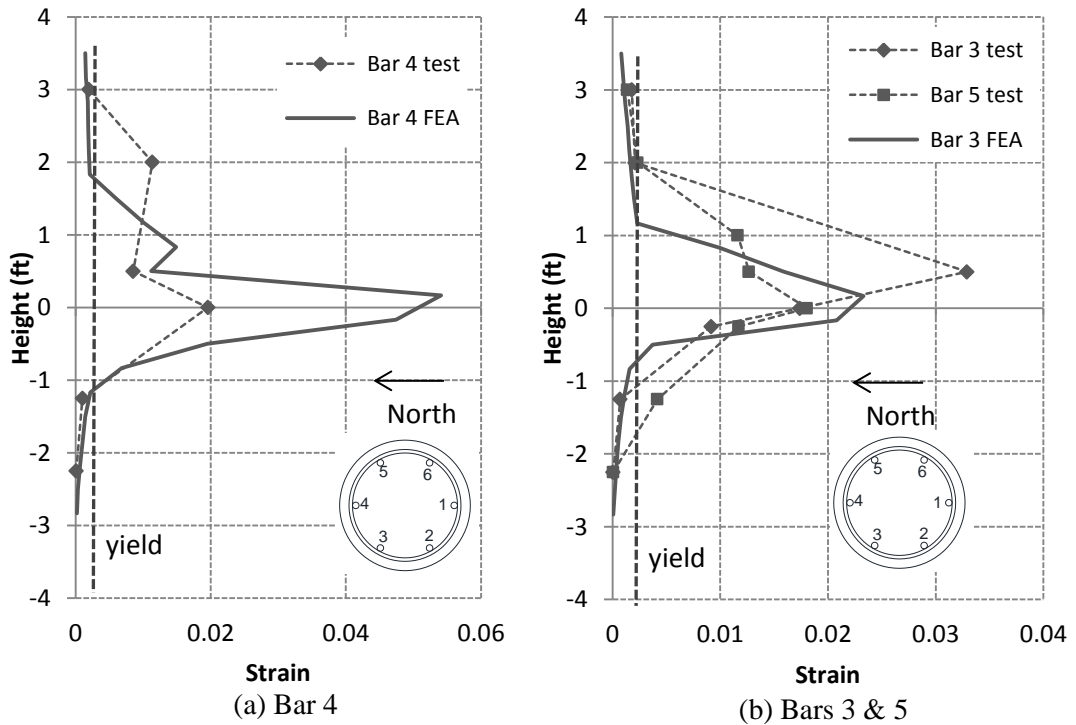 4
3
2
1
0
-1
-2
-3
-4
Height (ft)
0
0.02
0.04
0.06
Strain
Bar 4 test
Bar 4 FEA
North
yield
5
6
4
1
3
2
(a) Bar 4
4
3
2
1
0
-1
-2
-3
-4
Height (ft)
0
0.01
0.02
0.03
0.04
Strain
Bar 3 test
Bar 5 test
Bar 3 FEA
North
yield
5
6
4
1
3
2
(b) Bars 3 & 5